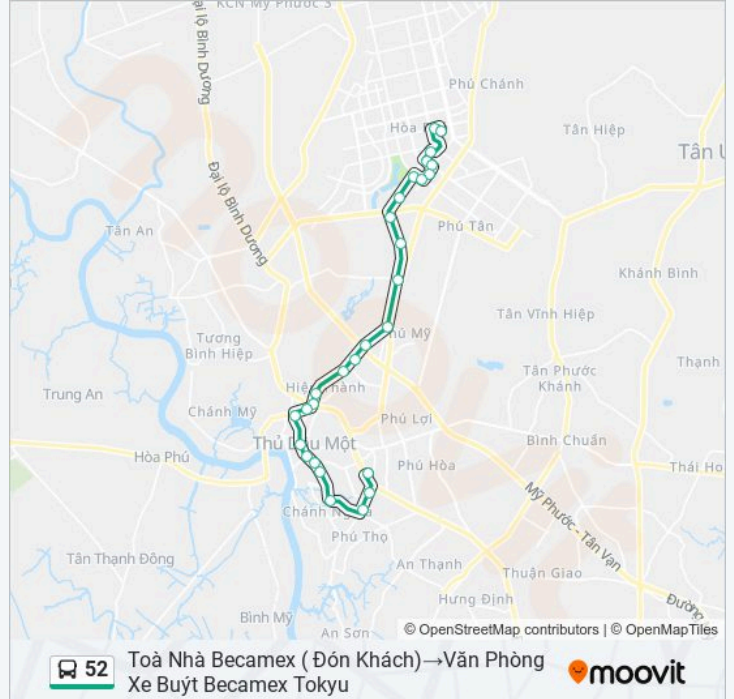 KCN Mỹ Phước 3
Đại lộ Bình Dương
Phú Chánh
Hòa
Tân Hiệp
Tân U
Đại lộ Bình Dương
Tân An
Phú Tân
Khánh Bình
Tân Vĩnh Hiệp
Phú Mỹ
Tương
Bình Hiệp
Thạnh
Tân Phước
Khánh
Trung An
Hiệp Thành
Chánh Mỹ
Phú Lợi
Thủ Dầu Một
Bình Chuẩn
Hòa Phú
Phú Hòa
Thái Ho
Mỹ Phước - Tân Vạn
Chánh Nghĩa
Phú Thọ
Tân Thạnh Đông
An Thạnh
Thuận Giao
Hưng Định
Đường
Bình Mỹ
An Sơn
© OpenStreetMap contributors | © OpenMapTiles
52
Toà Nhà Becamex ( Đón Khách)→Văn Phòng
Xe Buýt Becamex Tokyu
moovit